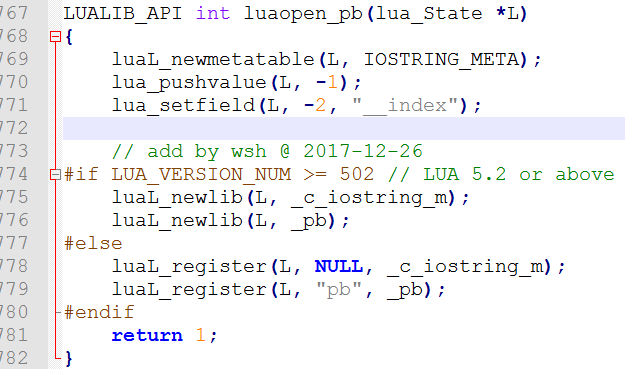 767 LUALIB_API int luaopen_pb(lua_State *L)
768 {
769     luaL_newmetatable(L, IOSTRING_META);
770     lua_pushvalue(L, -1);
771     lua_setfield(L, -2, "__index");
772
773     // add by wsh @ 2017-12-26
774 #if LUA_VERSION_NUM >= 502 // LUA 5.2 or above
775     luaL_newlib(L, _c_iostring_m);
776     luaL_newlib(L, _pb);
777 #else
778     luaL_register(L, NULL, _c_iostring_m);
779     luaL_register(L, "pb", _pb);
780 #endif
781     return 1;
782 }